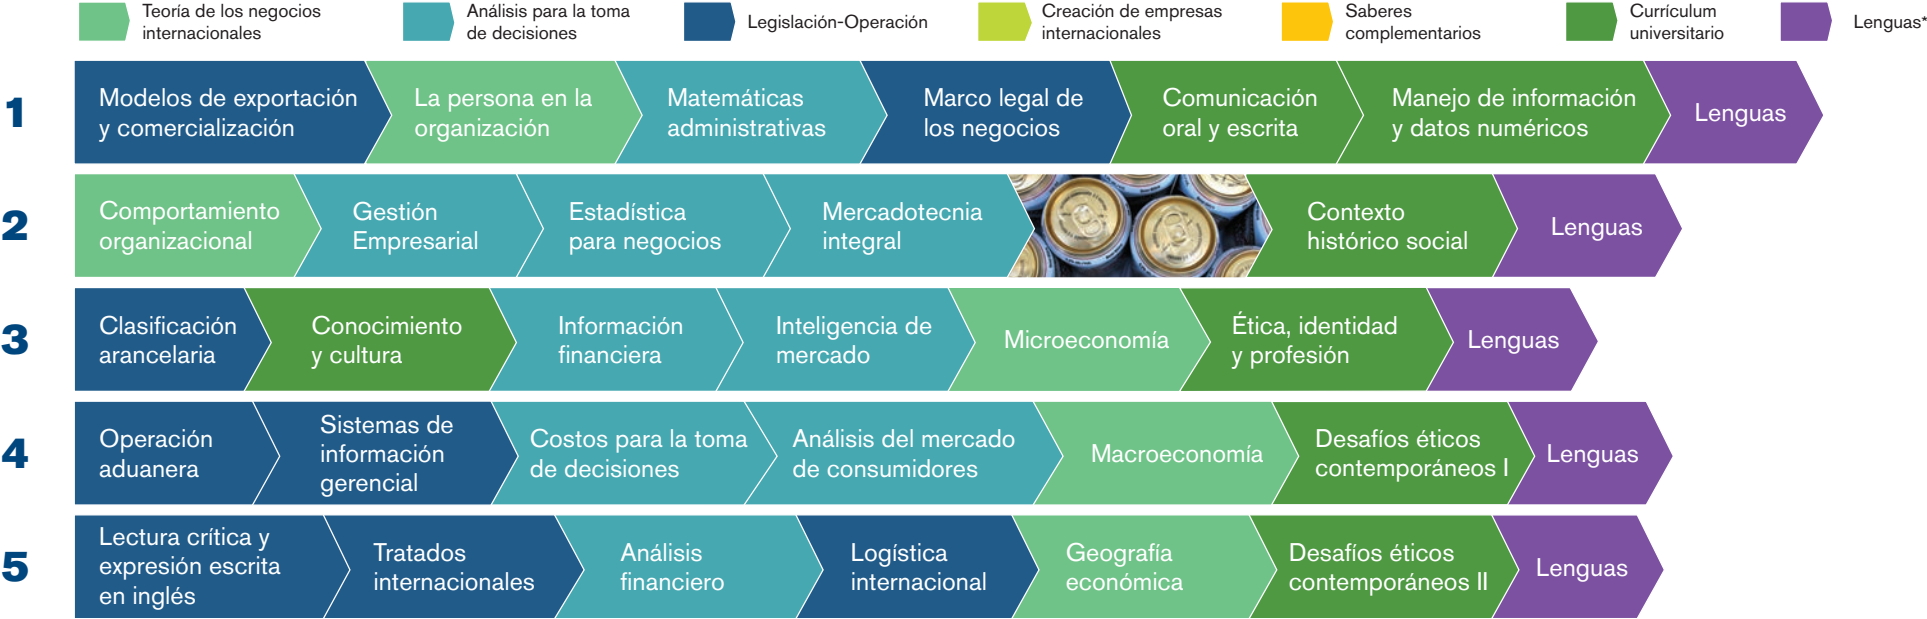 Teoría de los negocios
internacionales
Análisis para la toma
de decisiones
Legislación-Operación
Creación de empresas
internacionales
Saberes
complementarios
Currículum
universitario
Lenguas*
1
Modelos de exportación
y comercialización
La persona en la
organización
Matemáticas
administrativas
Marco legal de
los negocios
Comunicación
oral y escrita
Manejo de información
y datos numéricos
Lenguas
2
Comportamiento
organizacional
Gestión
Empresarial
Estadística
para negocios
Mercadotecnia
integral
Contexto
histórico social
Lenguas
3
Clasificación
arancelaria
Conocimiento
y cultura
Información
financiera
Inteligencia de
mercado
Microeconomía
Ética, identidad
y profesión
Lenguas
4
Operación
aduanera
Sistemas de
información
gerencial
Costos para la toma
de decisiones
Análisis del mercado
de consumidores
Macroeconomía
Desafíos éticos
contemporáneos I
Lenguas
5
Lectura crítica y
expresión escrita
en inglés
Tratados
internacionales
Análisis
financiero
Logística
internacional
Geografía
económica
Desafíos éticos
contemporáneos II
Lenguas